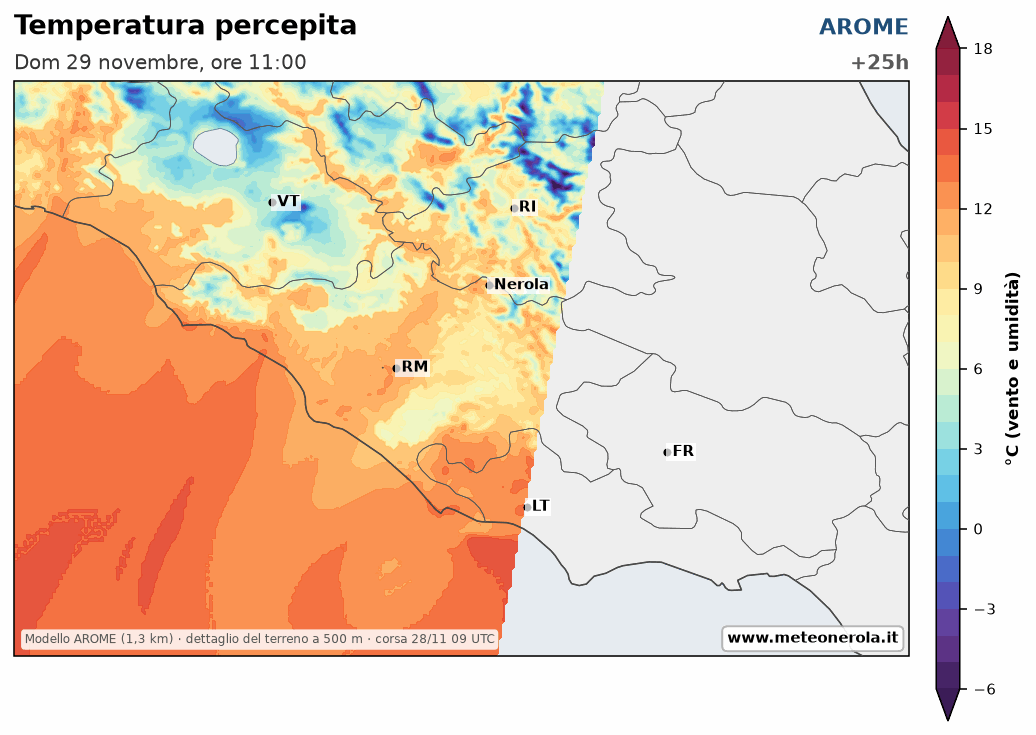 Temperatura percepita
AROME
Dom 29 novembre, ore 11:00
+25h
18
15
12
9
6
3
0
−3
−6
°C (vento e umidità)
VT
RI
Nerola
RM
FR
LT
Modello AROME (1,3 km) · dettaglio del terreno a 500 m · corsa 28/11 09 UTC
www.meteonerola.it